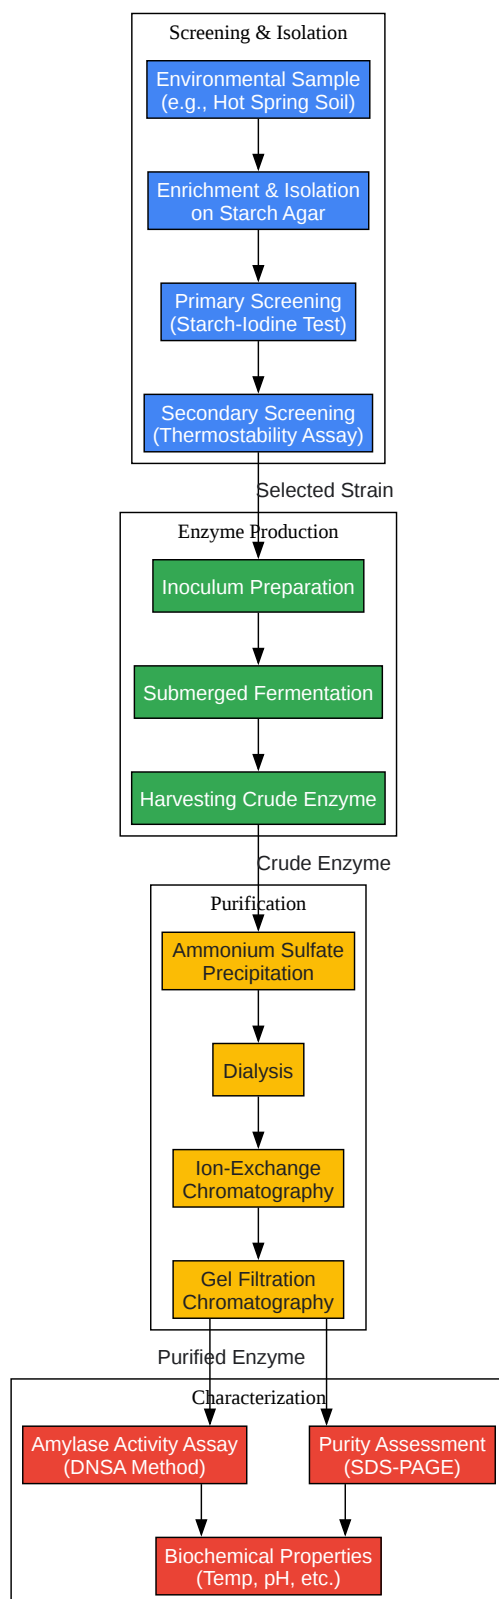 Screening & Isolation
Environmental Sample
(e.g., Hot Spring Soil)
Enrichment & Isolation
on Starch Agar
Primary Screening
(Starch-Iodine Test)
Secondary Screening
(Thermostability Assay)
Selected Strain
Enzyme Production
Inoculum Preparation
Submerged Fermentation
Harvesting Crude Enzyme
Crude Enzyme
Purification
Ammonium Sulfate
Precipitation
Dialysis
Ion-Exchange
Chromatography
Gel Filtration
Chromatography
Purified Enzyme
Characterization
Amylase Activity Assay
(DNSA Method)
Purity Assessment
(SDS-PAGE)
Biochemical Properties
(Temp, pH, etc.)